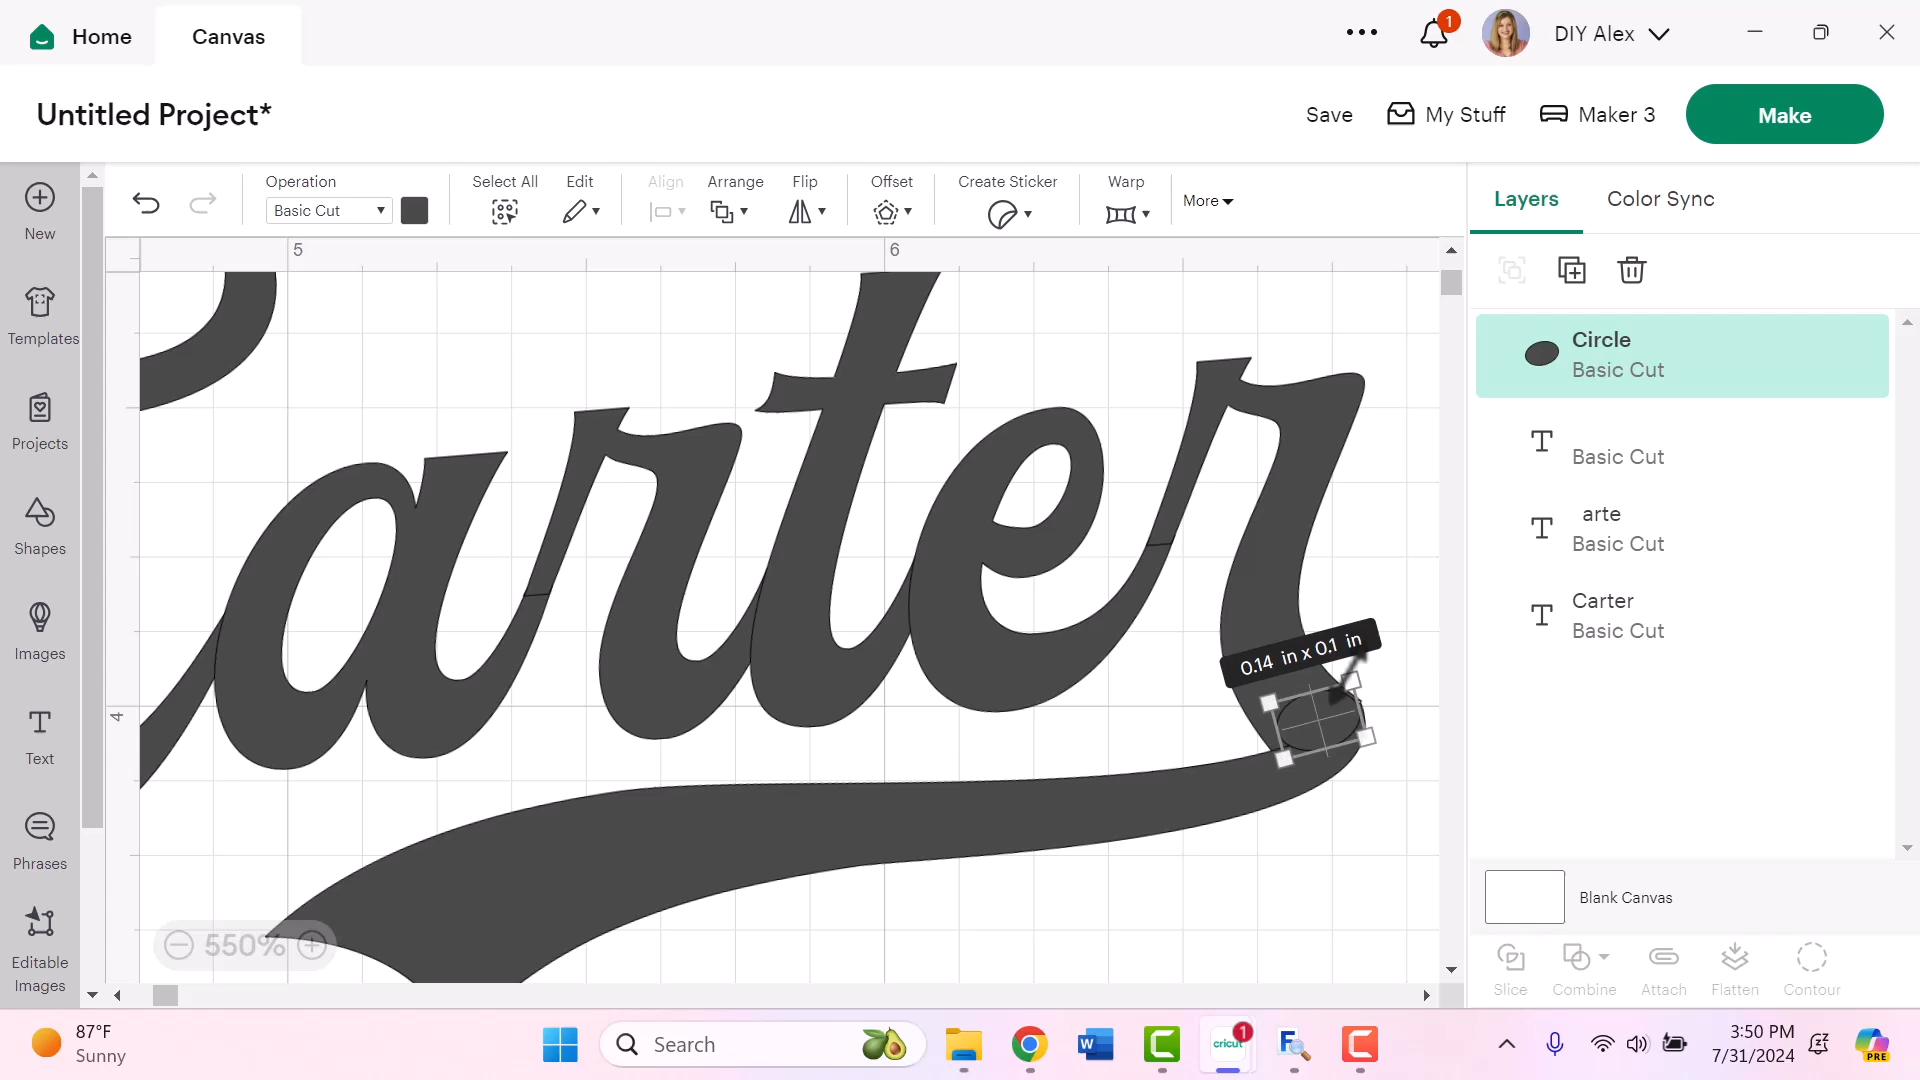 Home
Canvas
1
DIY Alex
Untitled Project*
Save
My Stuff
Maker 3
Make
New
Templates
Projects
Shapes
Images
Text
Phrases
Editable
Images
Operation
Basic Cut
Select All
Edit
Align
Arrange
Flip
Offset
Create Sticker
Warp
More
5
6
4
arter
0.14 in x 0.1 in
550%
Layers
Color Sync
Circle
Basic Cut
T
Basic Cut
T
arte
Basic Cut
T
Carter
Basic Cut
Blank Canvas
Slice
Combine
Attach
Flatten
Contour
87°F
Sunny
Search
W
cricut
1
F
3:50 PM
7/31/2024
PRE